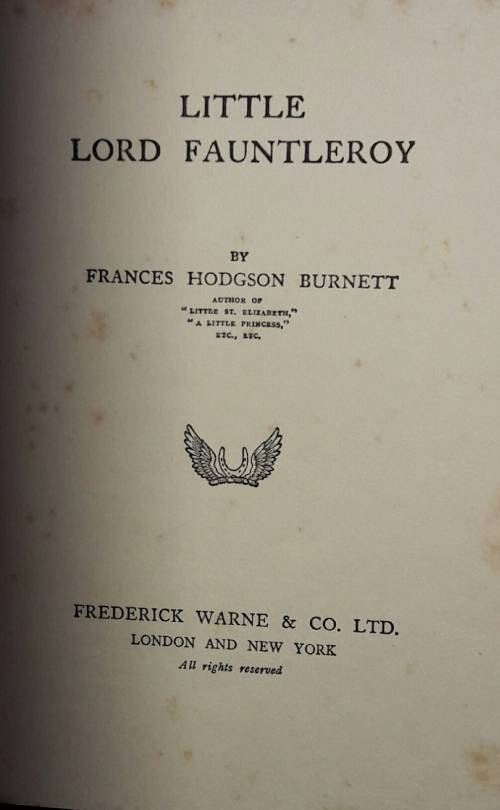 LITTLE
LORD FAUNTLEROY
BY
FRANCES HODGSON BURNETT
AUTHOR OF
"LITTLE ST. ELIZABETH,"
"A LITTLE PRINCESS,"
ETC., ETC.
FREDERICK WARNE & CO. LTD.
LONDON AND NEW YORK
All rights reserved